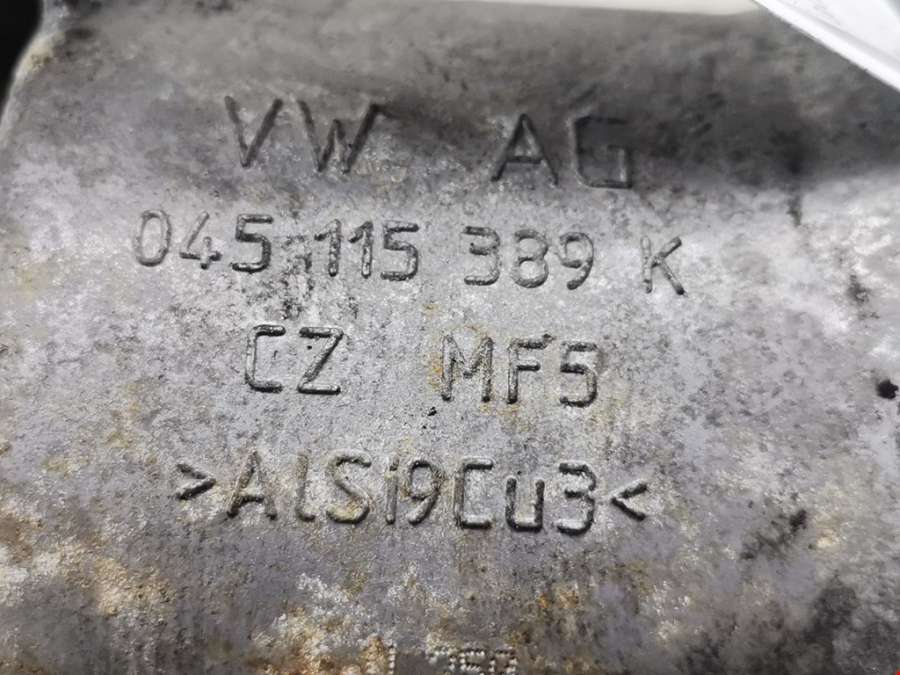 VW AG
045 115 389 K
CZ MF5
>AlSi9Cu3<